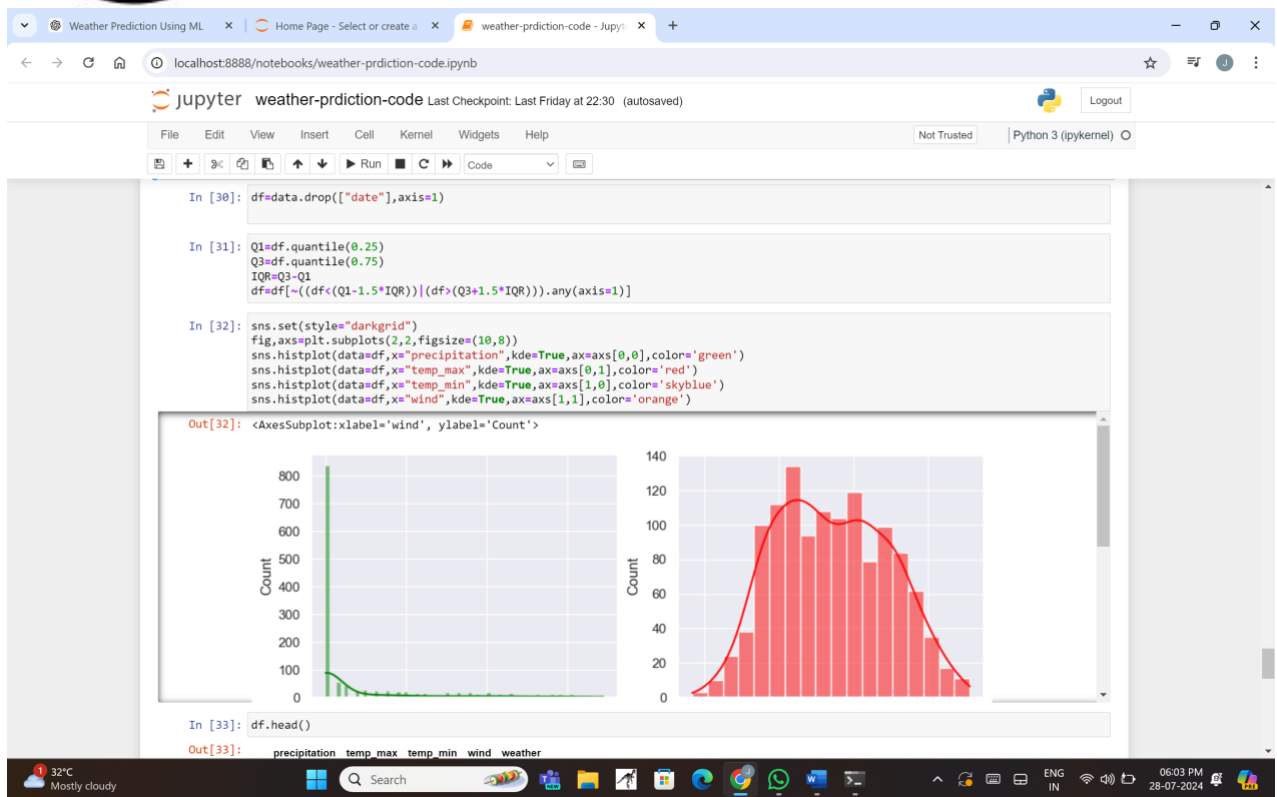 Weather Prediction Using ML
Home Page - Select or create a
weather-prdiction-code - Jupyt
localhost:8888/notebooks/weather-prdiction-code.ipynb
J
jupyter weather-prdiction-code Last Checkpoint: Last Friday at 22:30 (autosaved)
Logout
File Edit View Insert Cell Kernel Widgets Help
Not Trusted Python 3 (ipykernel)
Run Code
In [30]: df=data.drop(["date"],axis=1)
In [31]: Q1=df.quantile(0.25)
Q3=df.quantile(0.75)
IQR=Q3-Q1
df=df[~((df<(Q1-1.5*IQR))|(df>(Q3+1.5*IQR))).any(axis=1)]
In [32]: sns.set(style="darkgrid")
fig,axs=plt.subplots(2,2,figsize=(10,8))
sns.histplot(data=df,x="precipitation",kde=True,ax=axs[0,0],color='green')
sns.histplot(data=df,x="temp_max",kde=True,ax=axs[0,1],color='red')
sns.histplot(data=df,x="temp_min",kde=True,ax=axs[1,0],color='skyblue')
sns.histplot(data=df,x="wind",kde=True,ax=axs[1,1],color='orange')
Out[32]: <AxesSubplot:xlabel='wind', ylabel='Count'>
800
700
600
500
400
300
200
100
0
Count
140
120
100
80
60
40
20
0
Count
In [33]: df.head()
Out[33]: precipitation temp_max temp_min wind weather
1
32°C
Mostly cloudy
Search
NEW
ENG
IN
06:03 PM
28-07-2024
PRE